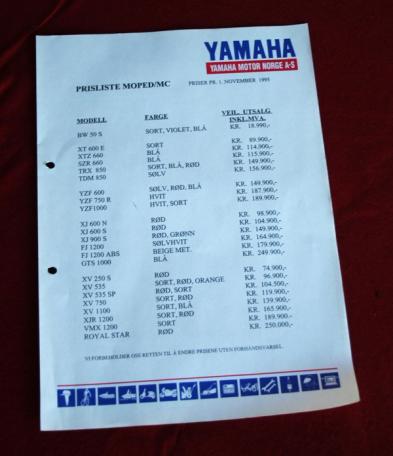 YAMAHA
YAMAHA MOTOR NORGE A-S
PRISLISTE MOPED/MC PRISER PR. 1. NOVEMBER 1995
MODELL FARGE VEIL. UTSALG
INKL.MVA.
BW 50 S SORT, VIOLET, BLÅ KR. 18.990,-
XT 600 E SORT KR. 89.900,-
XTZ 660 BLÅ KR. 114.900,-
SZR 660 BLÅ KR. 115.900,-
TRX 850 SORT, BLÅ, RØD KR. 149.900,-
TDM 850 SØLV KR. 156.900,-
YZF 600 SØLV, RØD, BLÅ KR. 149.900,-
YZF 750 R HVIT KR. 187.900,-
YZF1000 HVIT, SORT KR. 189.900,-
XJ 600 N RØD KR. 98.900,-
XJ 600 S RØD KR. 104.900,-
XJ 900 S RØD, GRØNN KR. 149.900,-
FJ 1200 SØLVHVIT KR. 164.900,-
FJ 1200 ABS BEIGE MET. KR. 179.900,-
GTS 1000 BLÅ KR. 249.900,-
XV 250 S RØD KR. 74.900,-
XV 535 SORT, RØD, ORANGE KR. 96.900,-
XV 535 SP RØD, SORT KR. 104.500,-
XV 750 SORT, RØD KR. 119.900,-
XV 1100 SORT, BLÅ KR. 139.900,-
XJR 1200 SORT, RØD KR. 165.900,-
VMX 1200 SORT KR. 189.900,-
ROYAL STAR RØD KR. 250.000,-
VI FORBEHOLDER OSS RETTEN TIL Å ENDRE PRISENE UTEN FORHÅNDSVARSEL.